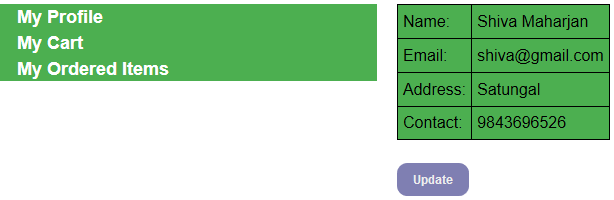 My Profile
My Cart
My Ordered Items
Name: Shiva Maharjan
Email: shiva@gmail.com
Address: Satungal
Contact: 9843696526
Update